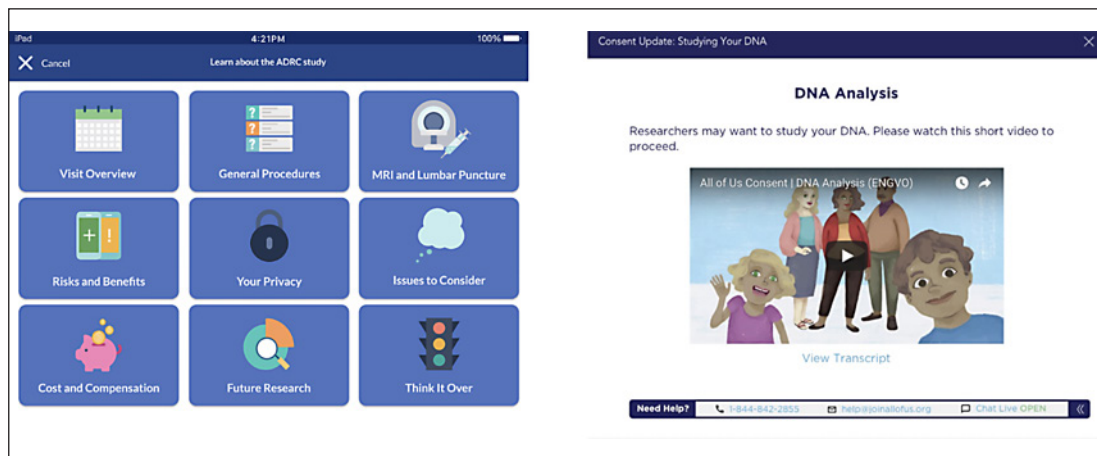 iPad 4:21PM 100%
Cancel Learn about the ADRC study
Visit Overview General Procedures MRI and Lumbar Puncture
Risks and Benefits Your Privacy Issues to Consider
Cost and Compensation Future Research Think It Over
Consent Update: Studying Your DNA
DNA Analysis
Researchers may want to study your DNA. Please watch this short video to
proceed.
All of Us Consent | DNA Analysis (ENGVO)
View Transcript
Need Help? 1-844-842-2855 help@joinallofus.org Chat Live OPEN